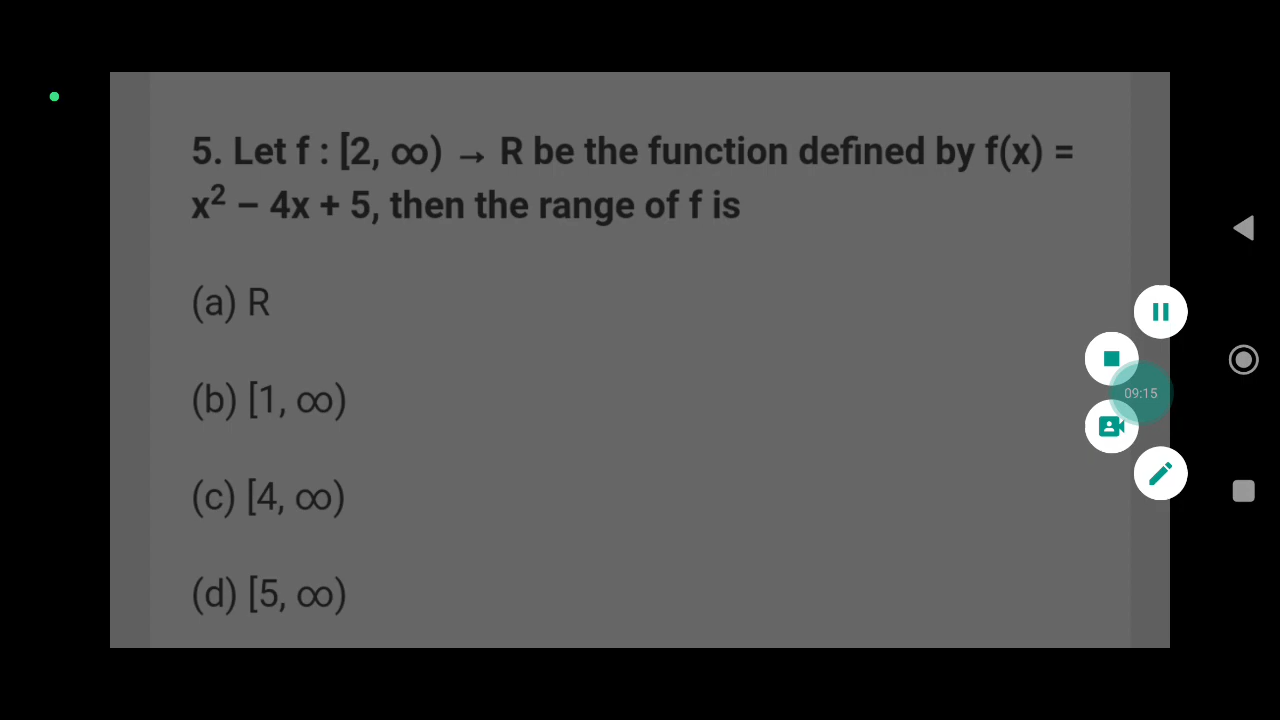 5. Let f : [2, ∞) → R be the function defined by f(x) =
x² – 4x + 5, then the range of f is
(a) R
(b) [1, ∞)
(c) [4, ∞)
(d) [5, ∞)
09:15